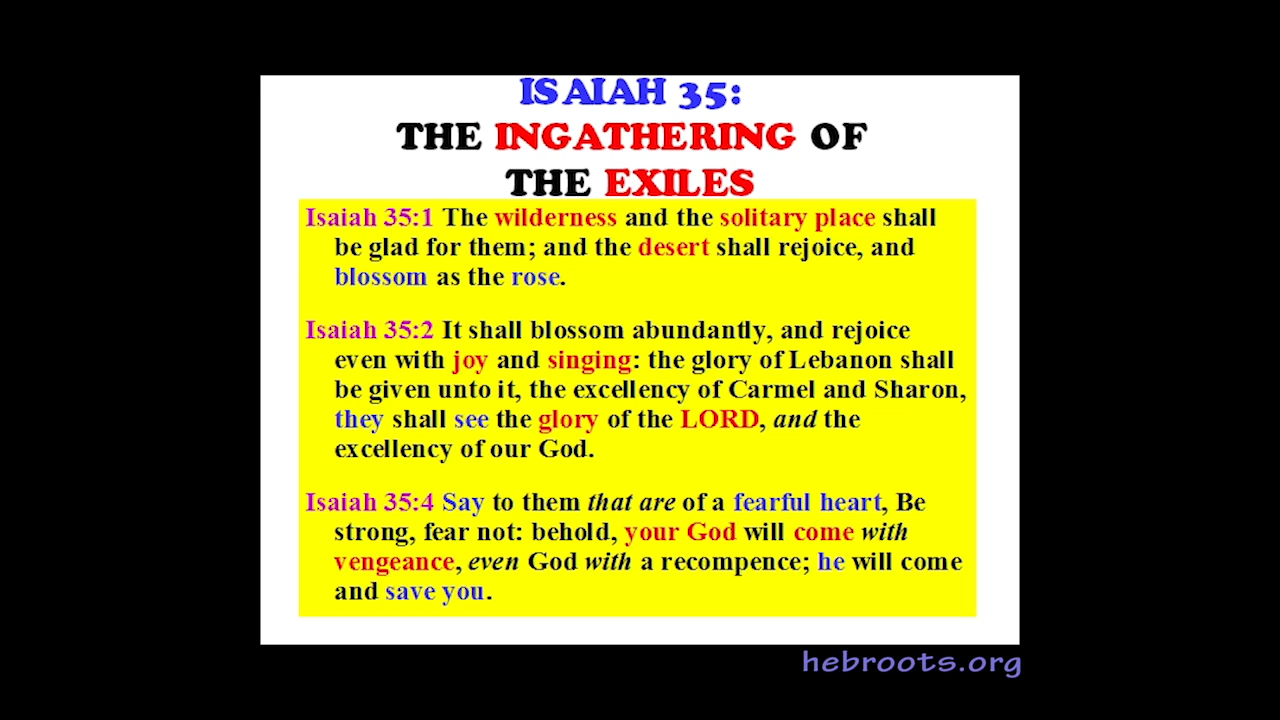 ISAIAH 35:
THE INGATHERING OF
THE EXILES
Isaiah 35:1 The wilderness and the solitary place shall
be glad for them; and the desert shall rejoice, and
blossom as the rose.
Isaiah 35:2 It shall blossom abundantly, and rejoice
even with joy and singing: the glory of Lebanon shall
be given unto it, the excellency of Carmel and Sharon,
they shall see the glory of the LORD, and the
excellency of our God.
Isaiah 35:4 Say to them that are of a fearful heart, Be
strong, fear not: behold, your God will come with
vengeance, even God with a recompence; he will come
and save you.
hebroots.org